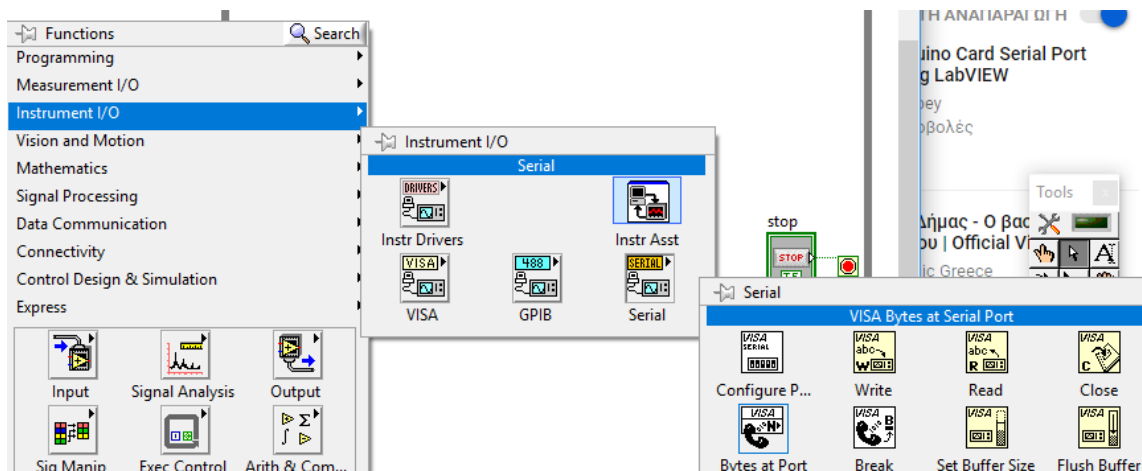 Functions
Search
Programming
Measurement I/O
Instrument I/O
Vision and Motion
Mathematics
Signal Processing
Data Communication
Connectivity
Control Design & Simulation
Express
Input
Signal Analysis
Output
Sig Manip
Exec Control
Arith & Com...
Instrument I/O
Serial
DRIVERS
Instr Drivers
Instr Asst
VISA
488
SERIAL
VISA
GPIB
Serial
stop
STOP
TF
Serial
VISA Bytes at Serial Port
VISA
SERIAL
VISA
abc
W
VISA
abc
R
VISA
C
Configure P...
Write
Read
Close
VISA
N
VISA
B
VISA
VISA
Bytes at Port
Break
Set Buffer Size
Flush Buffer
ΤΗ ΑΝΑΠΑΡΑΓΩΓΗ
uino Card Serial Port
g LabVIEW
bey
οβολές
Tools
Δήμας - Ο βασ
ου | Official Vi
ic Greece
A